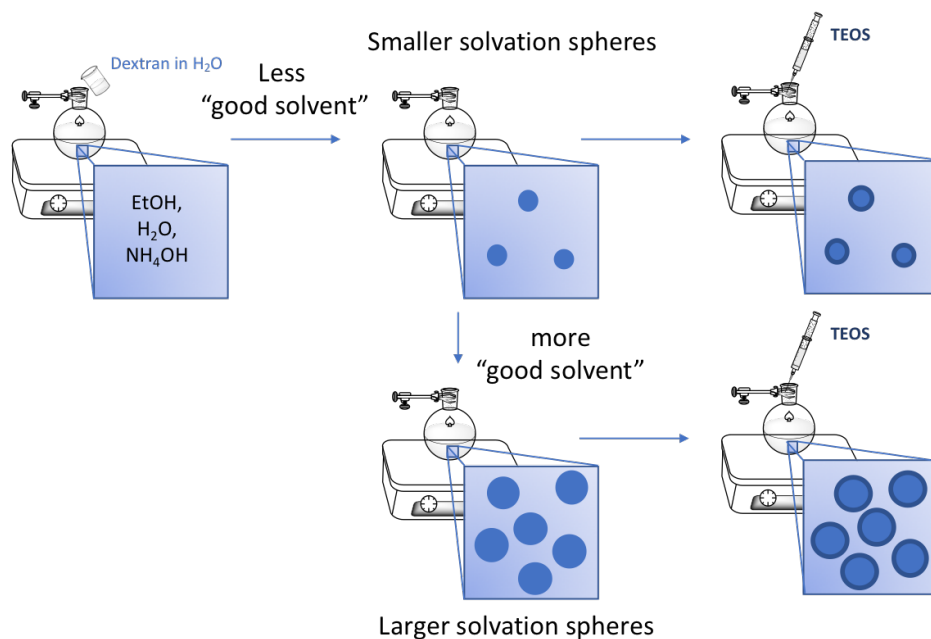 Dextran in H₂O
Less
“good solvent”
Smaller solvation spheres
TEOS
EtOH,
H₂O,
NH₄OH
more
“good solvent”
TEOS
Larger solvation spheres